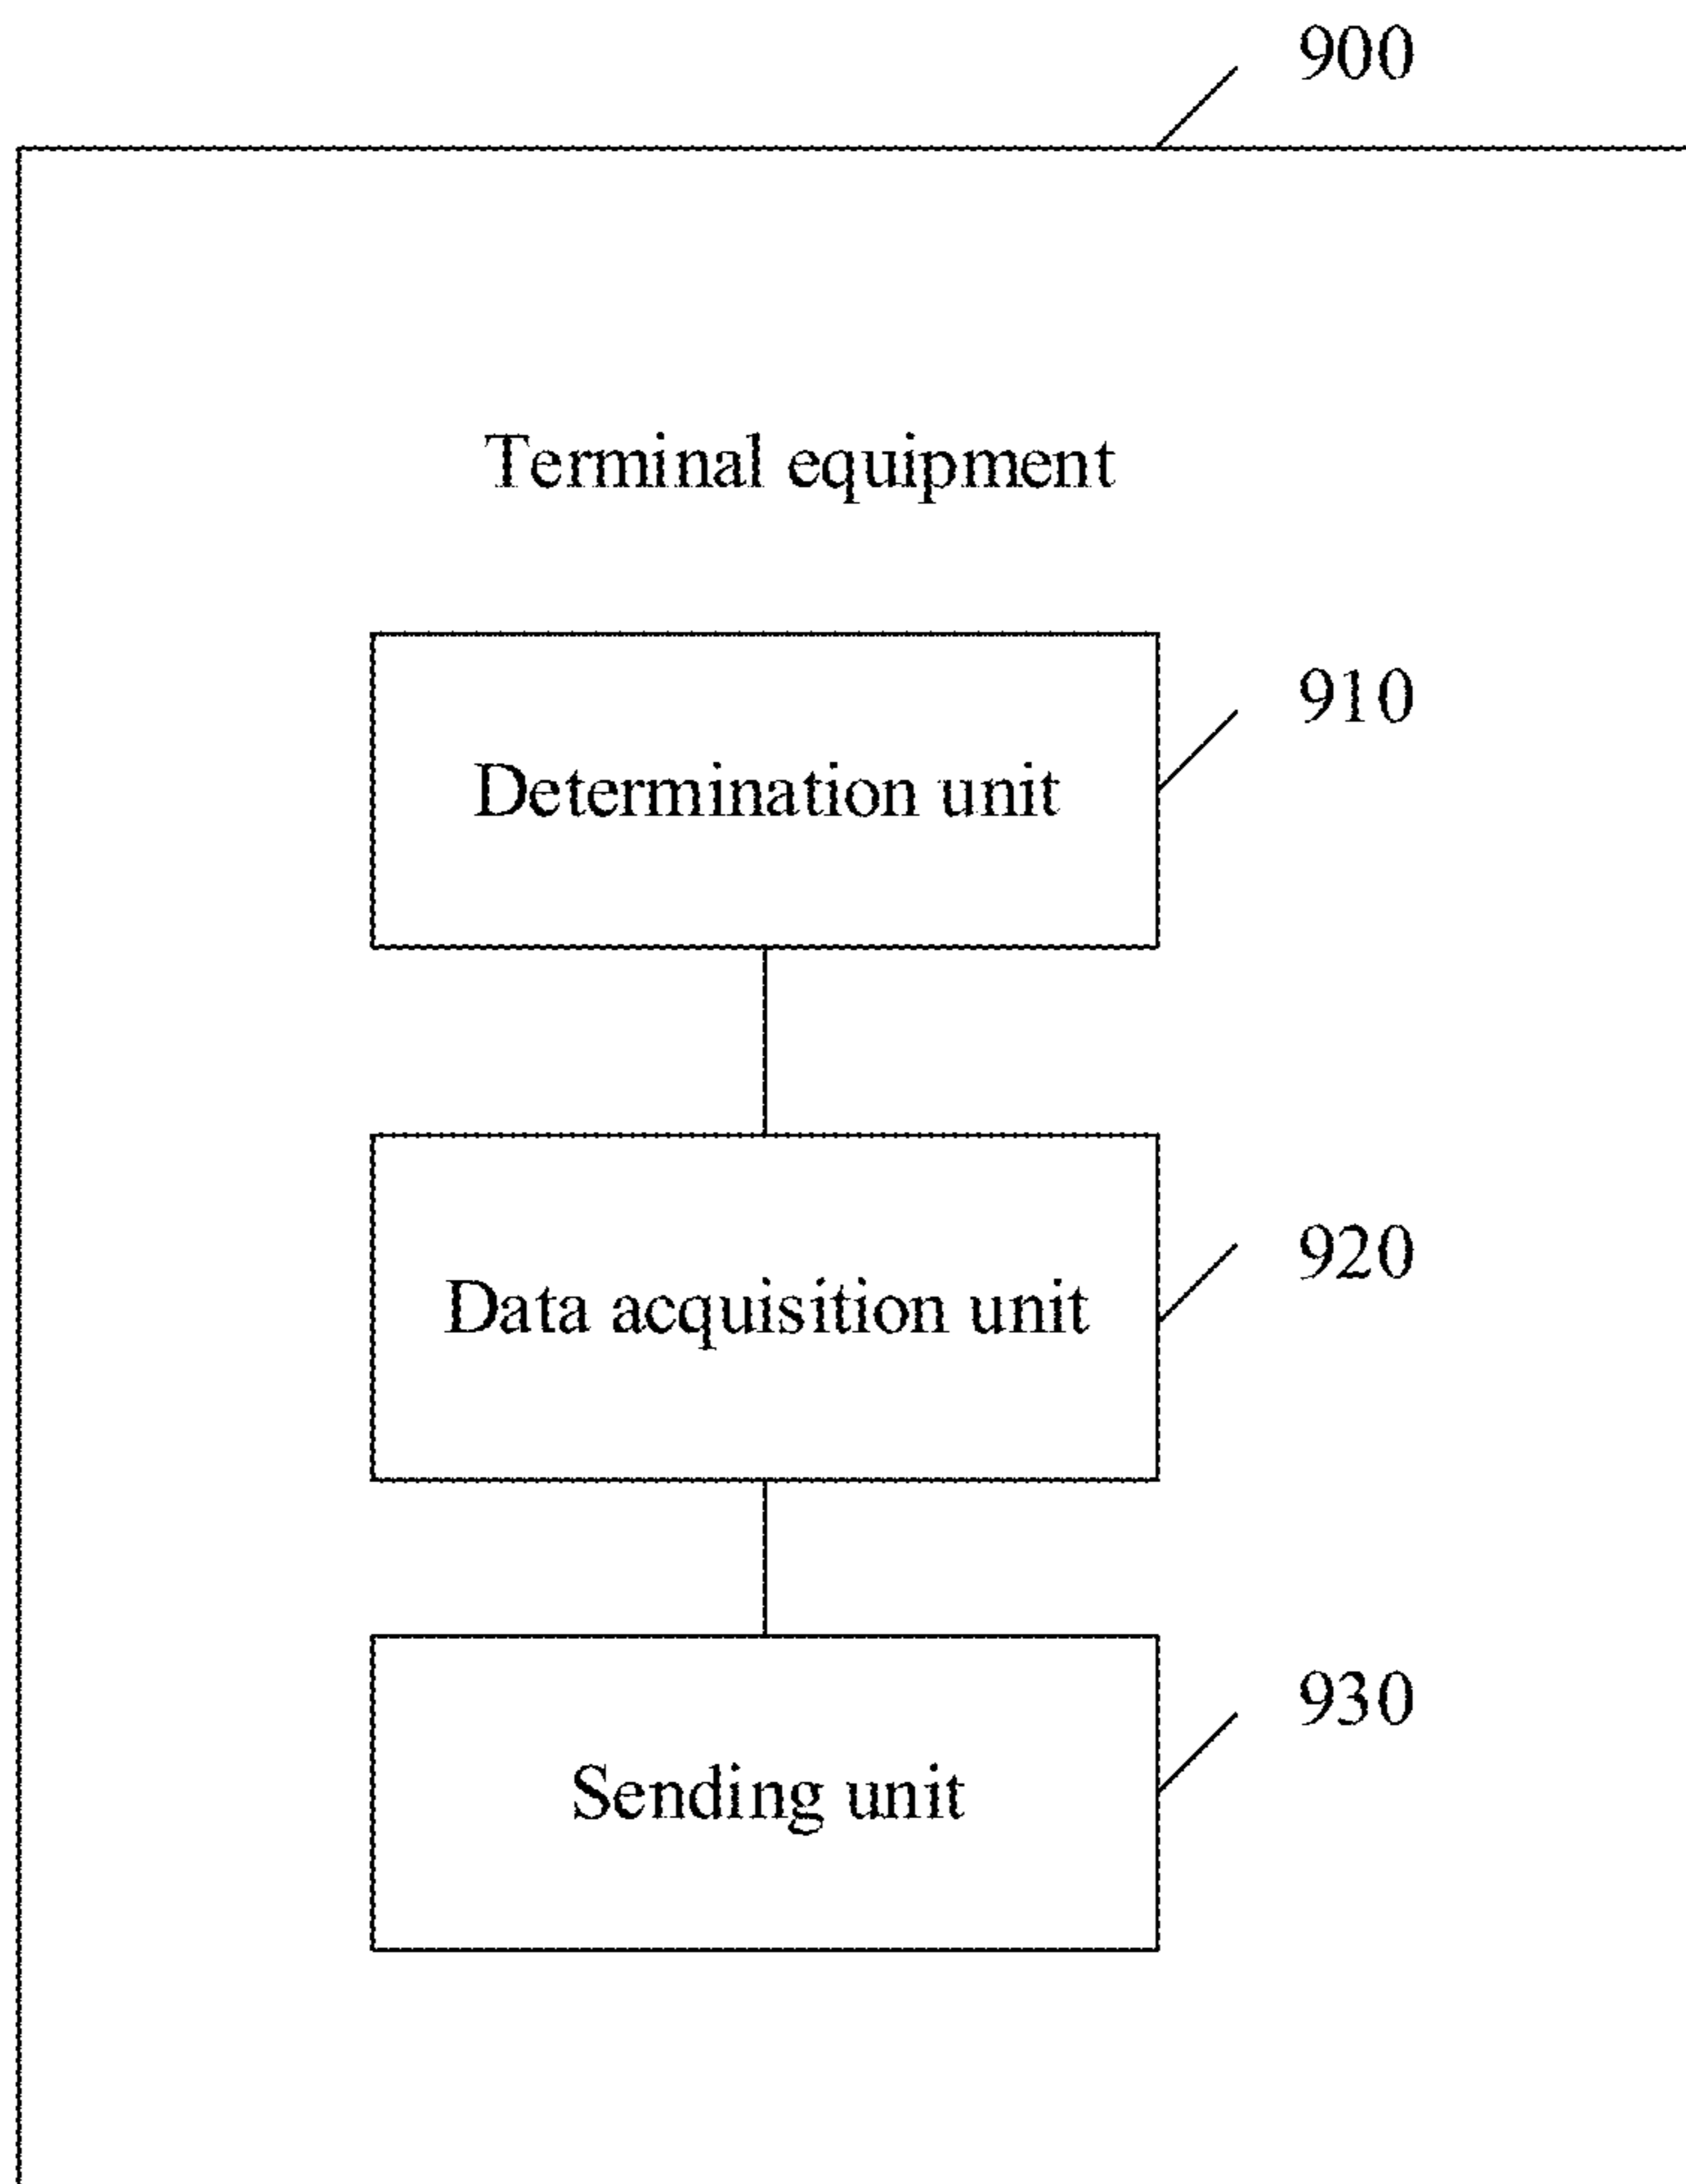 900
Terminal equipment
910
Determination unit
920
Data acquisition unit
930
Sending unit